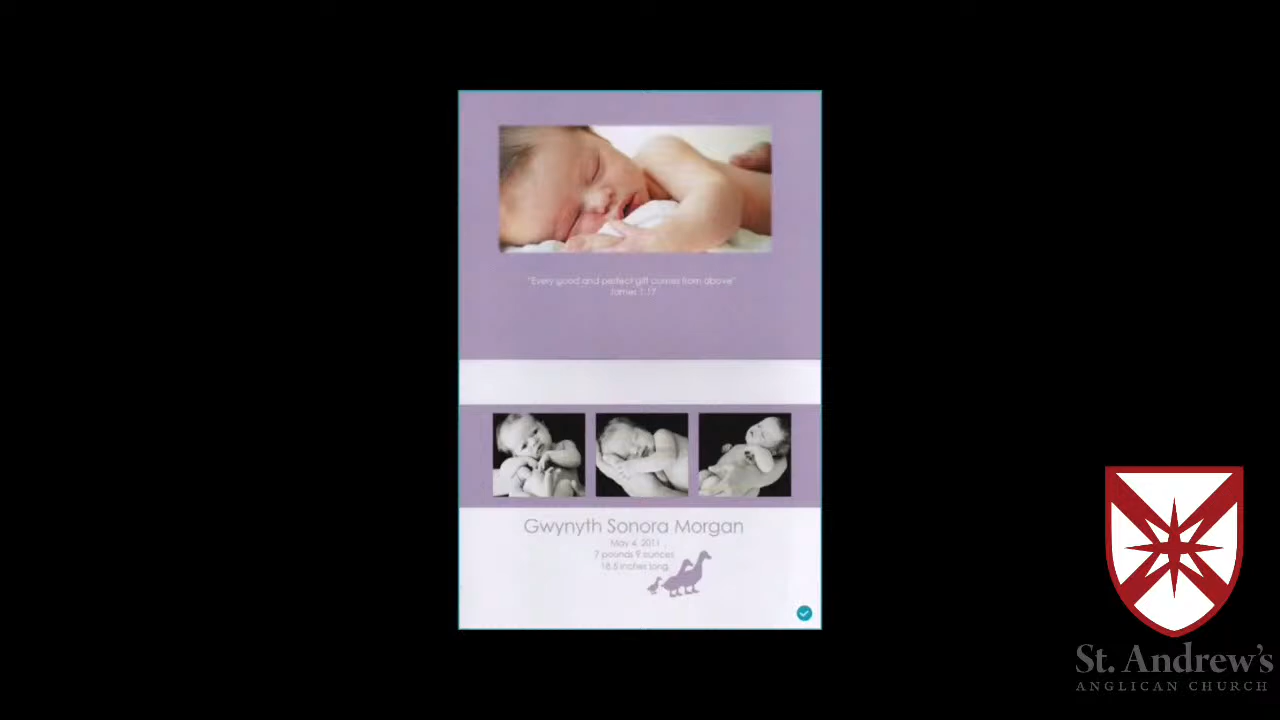 "Every good and perfect gift comes from above"
James 1:17
Gwynyth Sonora Morgan
May 4, 2011
7 pounds 9 ounces
18.5 inches long
St. Andrew's
ANGLICAN CHURCH